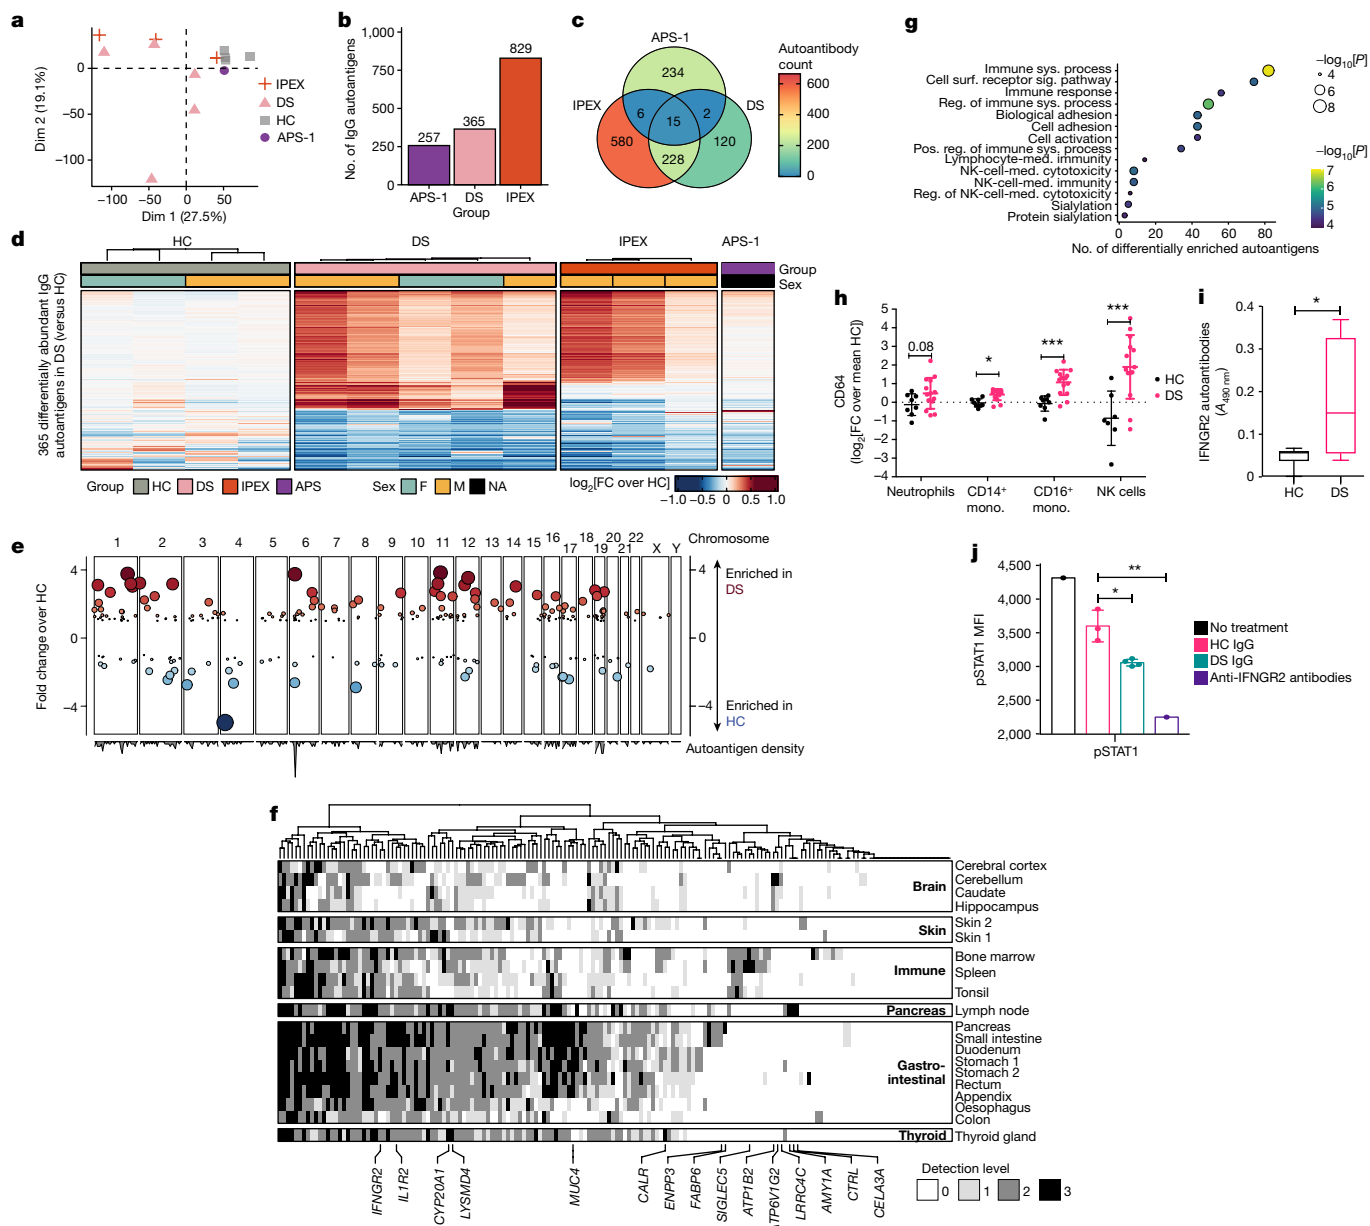 a
0
−50
−100
Dim 2 (19.1%)
−100
−50
0
50
Dim 1 (27.5%)
IPEX
DS
HC
APS-1
b
No. of IgG autoantigens
1,000
750
500
250
0
257
365
829
APS-1
DS
IPEX
Group
c
APS-1
IPEX
DS
234
6
2
15
580
120
228
Autoantibody
count
600
400
200
0
g
Immune sys. process
Cell surf. receptor sig. pathway
Immune response
Reg. of immune sys. process
Biological adhesion
Cell adhesion
Cell activation
Pos. reg. of immune sys. process
Lymphocyte-med. immunity
NK-cell-med. cytotoxicity
NK-cell-med. immunity
Reg. of NK-cell-med. cytotoxicity
Sialylation
Protein sialylation
0
20
40
60
80
No. of differentially enriched autoantigens
−log10[P]
4
6
8
−log10[P]
7
6
5
4
d
HC
DS
IPEX
APS-1
Group
Sex
365 differentially abundant IgG
autoantigens in DS (versus HC)
Group
HC
DS
IPEX
APS
Sex
F
M
NA
log2[FC over HC]
−1.0
−0.5
0
0.5
1.0
h
CD64
(log2[FC over mean HC])
5
4
3
2
1
0
−1
−2
−3
−4
0.08
*
***
***
HC
DS
Neutrophils
CD14+
mono.
CD16+
mono.
NK cells
i
IFNGR2 autoantibodies
(A490 nm)
0.4
0.3
0.2
0.1
0
*
HC
DS
e
1
2
3
4
5
6
7
8
9
10
11
12
13
14
15
16
17
18
19
20
21
22
X
Y
Chromosome
Fold change over HC
4
0
−4
4
0
−4
Enriched in
DS
Enriched in
HC
Autoantigen density
j
pSTAT1 MFI
4,500
4,000
3,500
3,000
2,500
2,000
**
*
pSTAT1
No treatment
HC IgG
DS IgG
Anti-IFNGR2 antibodies
f
Brain
Cerebral cortex
Cerebellum
Caudate
Hippocampus
Skin
Skin 2
Skin 1
Immune
Bone marrow
Spleen
Tonsil
Pancreas
Lymph node
Gastro-
intestinal
Pancreas
Small intestine
Duodenum
Stomach 1
Stomach 2
Rectum
Appendix
Oesophagus
Colon
Thyroid
Thyroid gland
IFNGR2
IL1R2
CYP20A1
LYSMD4
MUC4
CALR
ENPP3
FABP6
SIGLEC5
ATP1B2
ATP6V1G2
LRRC4C
AMY1A
CTRL
CELA3A
Detection level
0
1
2
3